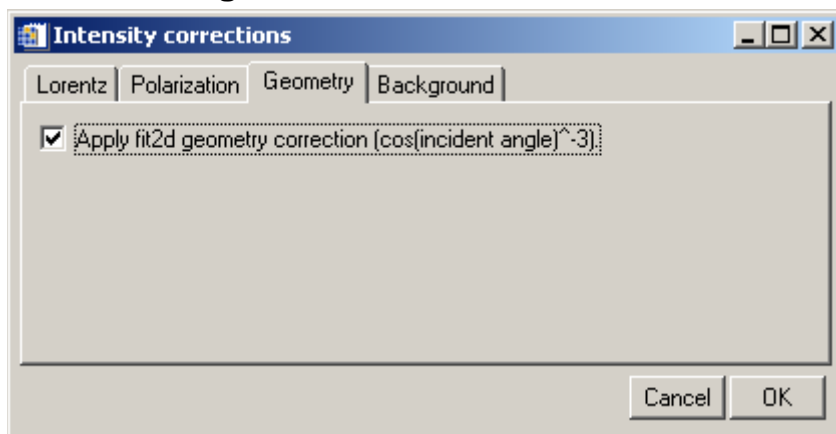 Intensity corrections
Lorentz Polarization Geometry Background
Apply fit2d geometry correction (cos(incident angle)^-3).
Cancel OK